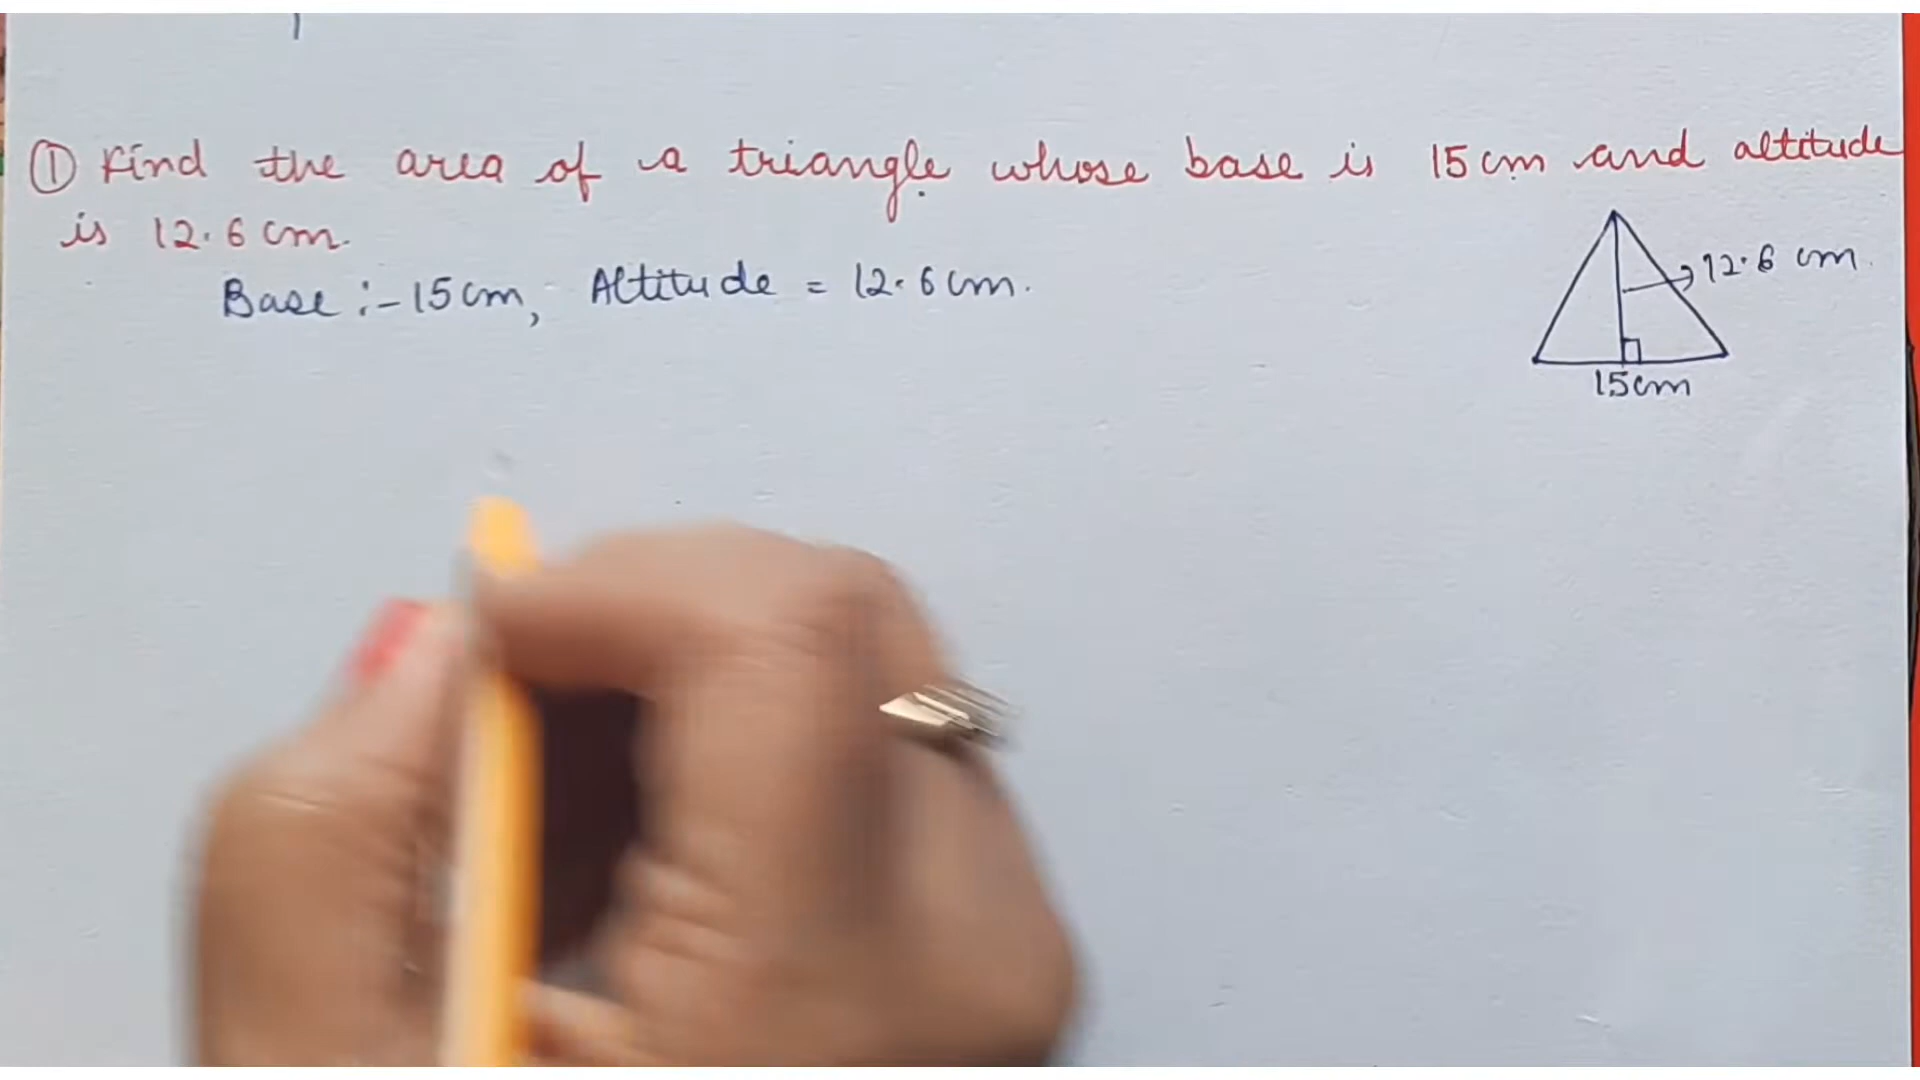 ① Find the area of a triangle whose base is 15 cm and altitude
is 12.6 cm.
Base :- 15 cm, Altitude = 12.6 cm.
12.6 cm.
15cm